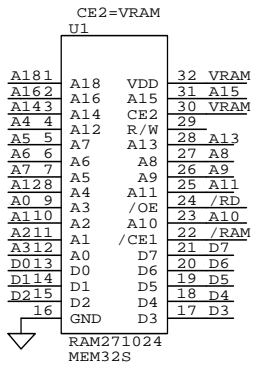 CE2=VRAM
U1
A18 1 A18 VDD 32 VRAM
A16 2 A16 A15 31 A15
A14 3 A14 CE2 30 VRAM
A4 4 A12 R/W 29
A5 5 A7 A13 28 A13
A6 6 A6 A8 27 A8
A7 7 A5 A9 26 A9
A12 8 A4 A11 25 A11
A0 9 A3 /OE 24 /RD
A1 10 A2 A10 23 A10
A2 11 A1 /CE1 22 /RAM
A3 12 A0 D7 21 D7
D0 13 D0 D6 20 D6
D1 14 D1 D5 19 D5
D2 15 D2 D4 18 D4
16 GND D3 17 D3
RAM271024
MEM32S